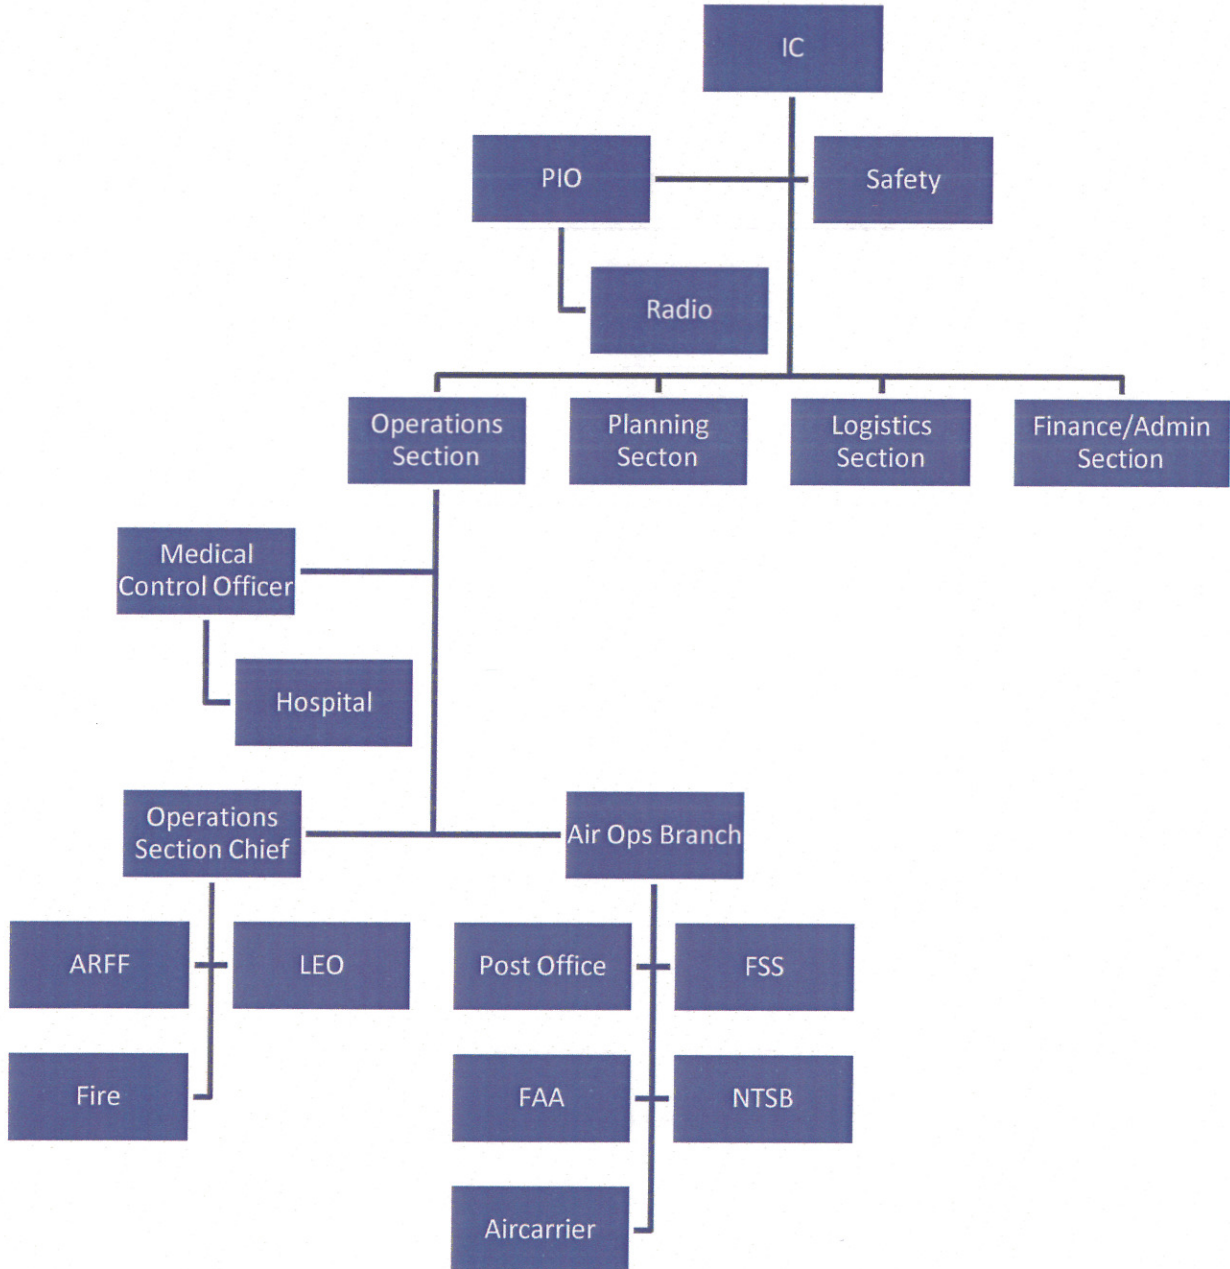 IC
PIO
Safety
Radio
Operations
Section
Planning
Secton
Logistics
Section
Finance/Admin
Section
Medical
Control Officer
Hospital
Operations
Section Chief
Air Ops Branch
ARFF
LEO
Post Office
FSS
Fire
FAA
NTSB
Aircarrier